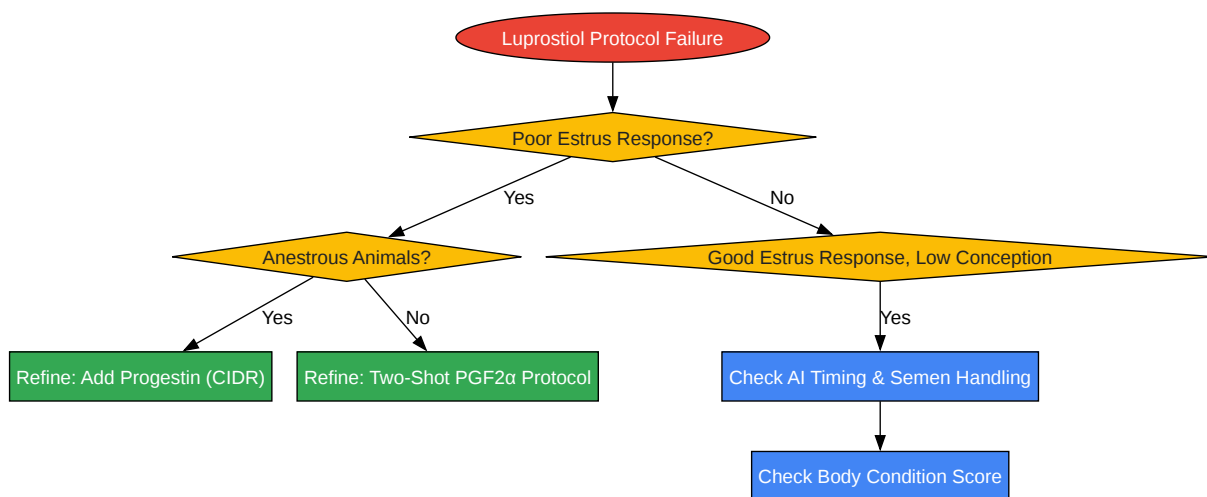 Luprostiol Protocol Failure
Poor Estrus Response?
Yes
No
Anestrous Animals?
Good Estrus Response, Low Conception
Yes
No
Yes
Refine: Add Progestin (CIDR)
Refine: Two-Shot PGF2α Protocol
Check AI Timing & Semen Handling
Check Body Condition Score